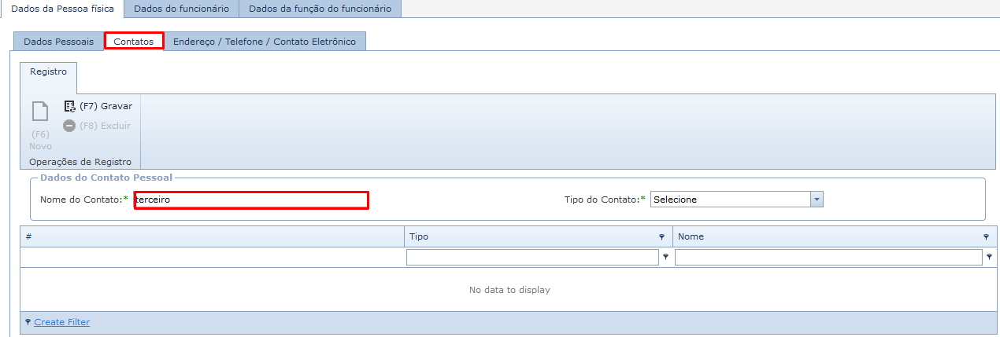 Dados da Pessoa física Dados do funcionário Dados da função do funcionário
Dados Pessoais Contatos Endereço / Telefone / Contato Eletrônico
Registro
(F6) Novo
(F7) Gravar
(F8) Excluir
Operações de Registro
Dados do Contato Pessoal
Nome do Contato:* terceiro Tipo do Contato:* Selecione
# Tipo Nome
No data to display
Create Filter